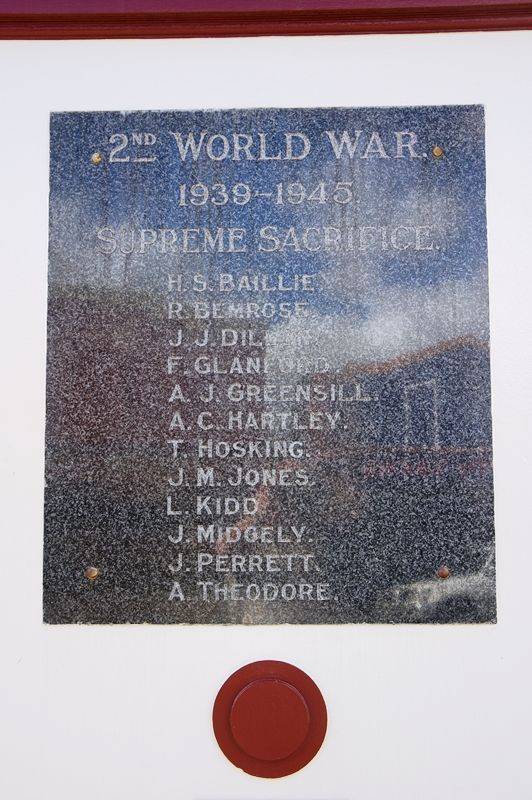 2ND WORLD WAR.
1939-1945.
SUPREME SACRIFICE.
H. S. BAILLIE.
R. BEMROSE.
J. J.
F. GLANFORD.
A. J. GREENSILL.
A. C. HARTLEY.
T. HOSKING.
J. M. JONES.
L. KIDD
J. MIDGELY.
J. PERRETT.
A. THEODORE.